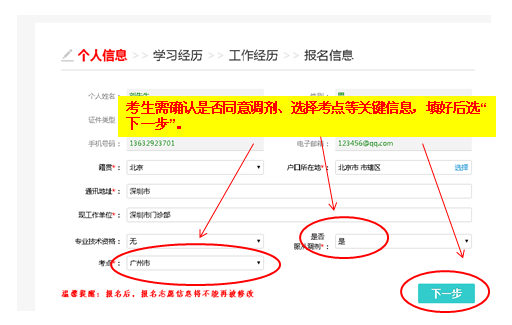 个人信息 >> 学习经历 >> 工作经历 >> 报名信息
个人姓名：
考生需确认是否同意调剂、选择考点等关键信息，填好后选“
下一步”。
证件类型
手机号码： 13632923701 电子邮箱： 123456@qq.com
籍贯*： 北京 户口所在地*： 北京市 市辖区 选择
通讯地址*： 深圳市
现工作单位*： 深圳市门诊部
专业技术资格： 无 是否
服从调剂*： 是
考点*： 广州市
温馨提醒：报名后，报名志愿信息将不能再被修改
下一步